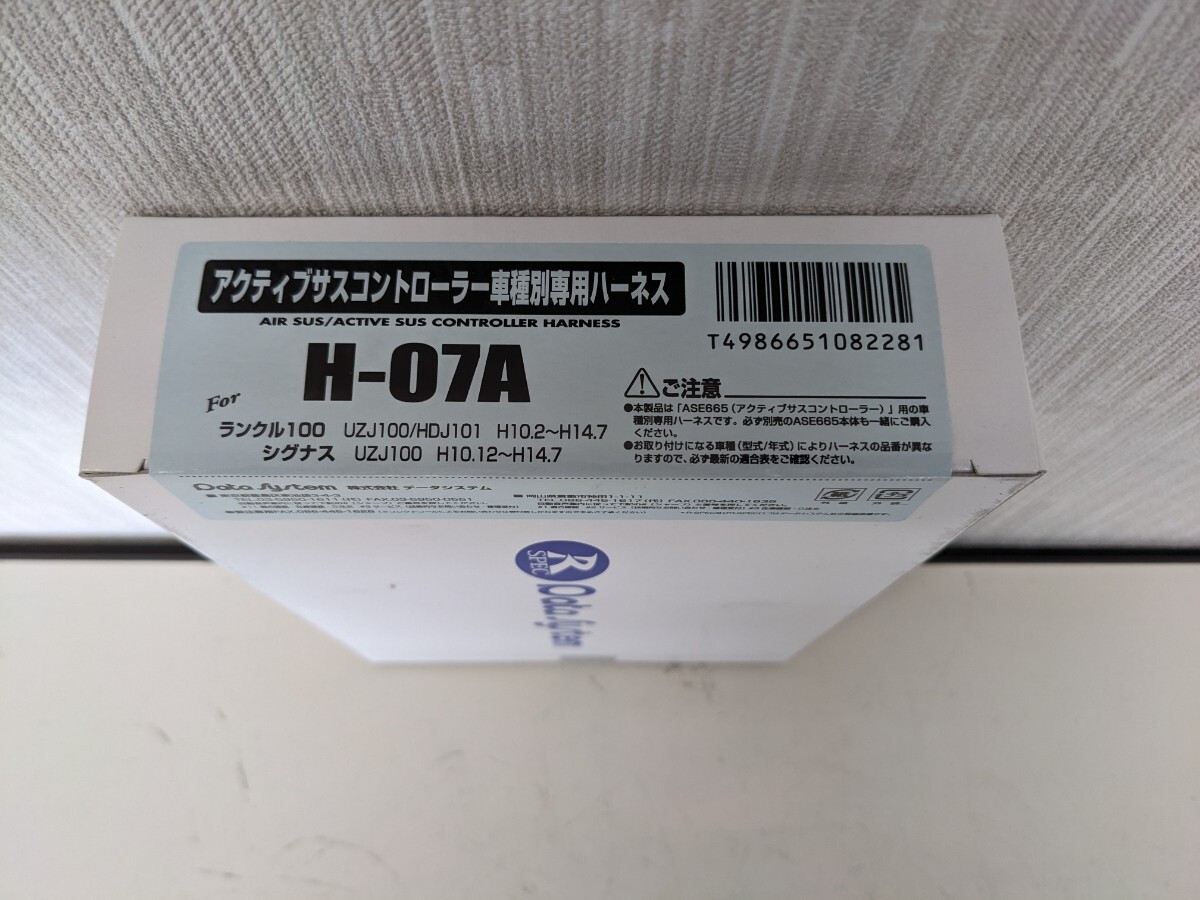 アクティブサスコントローラー車種別専用ハーネス
AIR SUS/ACTIVE SUS CONTROLLER HARNESS
H-07A
T4986651082281
For
ランクル100 UZJ100/HDJ101 H10.2~H14.7
シグナス UZJ100 H10.12~H14.7
ご注意
●本製品は「ASE665(アクティブサスコントローラー)」用の車
種別専用ハーネスです。必ず別売のASE665本体も一緒にご購入
ください。
●お取り付けになる車種(型式/年式)によりハーネスの品番が異な
りますので、必ず最新の適合表をご確認ください。
Data System 株式会社 データシステム
R
SPEC
Data System